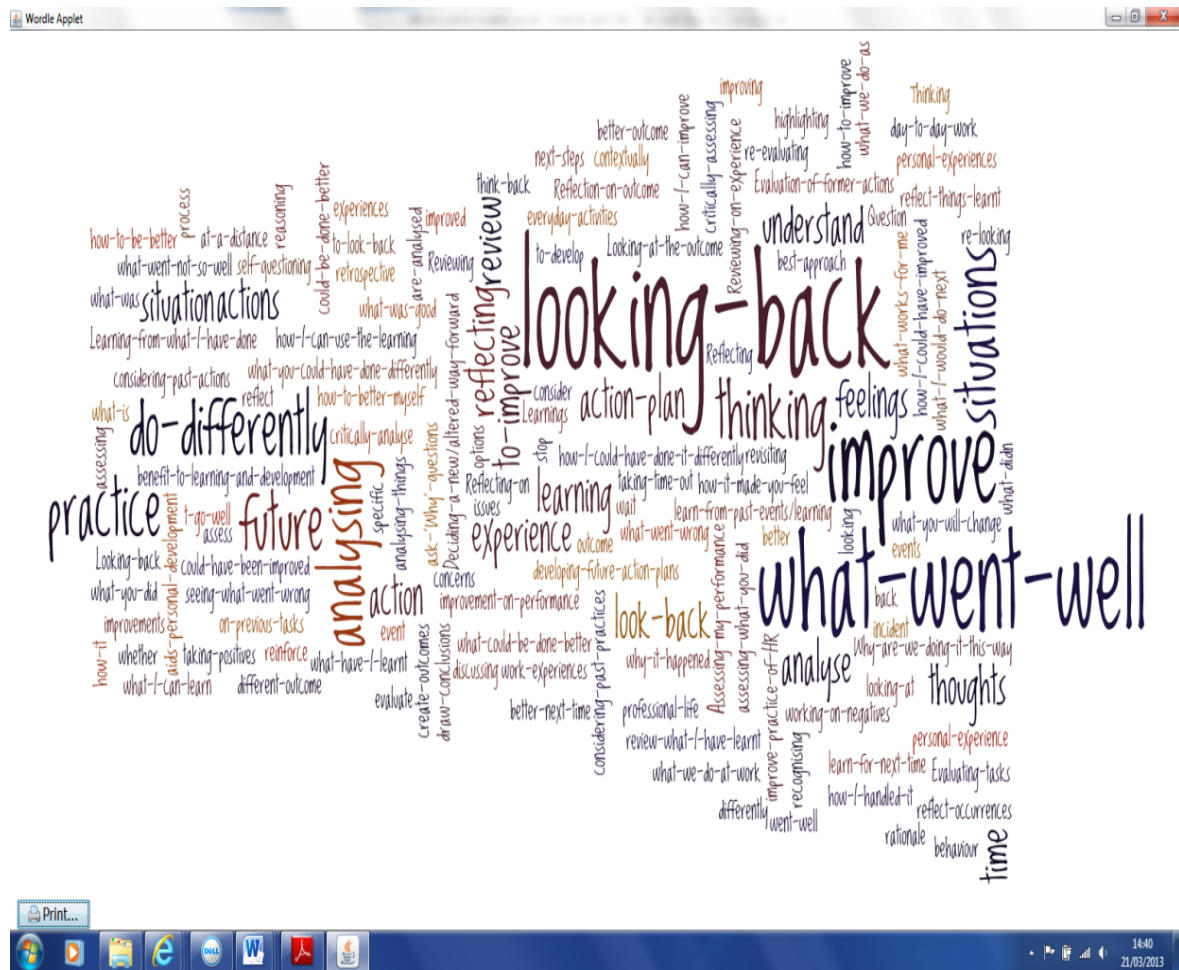 Wordle Applet
improving
Thinking
how-to-improve
what-we-do-as
better-outcome
how-I-can-improve
critically-assessing
highlighting
day-to-day-work
next-steps
contextually
Reviewing-on-experience
re-evaluating
personal-experiences
think-back
Reflection-on-outcome
Evaluation-of-former-actions
reflect-things-learnt
process
reasoning
could-be-done-better
experiences
are-analysed
improved
reviewing
review
everyday-activities
understand
Question
how-to-be-better
at-a-distance
to-look-back
to-develop
Looking-at-the-outcome
best-approach
re-looking
what-went-not-so-well
self-questioning
retrospective
Reviewing
looking-back
what-works-for-me
how-I-could-have-improved
what-I-would-do-next
situations
what-was
situation
actions
what-was-good
reflecting
to-improve
Learning-from-what-I-have-done
how-I-can-use-the-learning
Deciding-a-new/altered-way-forward
Reflecting
considering-past-actions
what-you-could-have-done-differently
consider
action-plan
thinking
feelings
reflect
how-to-better-myself
Learnings
what-is
do-differently
critically-analyse
ask-'Why'-questions
options
stop
how-I-could-have-done-it-differently
revisiting
improve
what-didn
assessing
benefit-to-learning-and-development
analysing
specific
analysing-things
Reflecting-on
learning
taking-time-out
how-it-made-you-feel
looking
practice
aids-personal-development
t-go-well
future
issues
wait
learn-from-past-events/learning
what-you-will-change
assess
experience
outcome
what-went-wrong
better
events
Looking-back
could-have-been-improved
concerns
developing-future-action-plans
Assessing-my-performance
assessing-what-you-did
what-went-well
what-you-did
seeing-what-went-wrong
action
improvement-on-performance
considering-past-practices
look-back
back
improvements
on-previous-tasks
event
incident
how-it
whether
taking-positives
reinforce
what-have-I-learnt
create-outcomes
draw-conclusions
what-could-be-done-better
why-it-happened
improve-practice-of-HR
analyse
Why-are-we-doing-it-this-way
what-I-can-learn
different-outcome
discussing
work-experiences
looking-at
thoughts
evaluate
better-next-time
professional-life
working-on-negatives
review-what-I-have-learnt
recognising
personal-experience
what-we-do-at-work
learn-for-next-time
Evaluating-tasks
how-I-handled-it
differently
went-well
reflect-occurrences
rationale
behaviour
time
Print...
14:40
21/03/2013